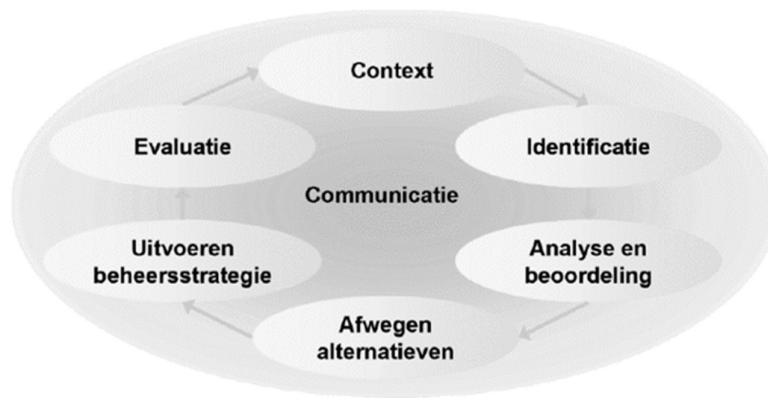 Context
Evaluatie
Identificatie
Communicatie
Uitvoeren
beheersstrategie
Analyse en
beoordeling
Afwegen
alternatieven